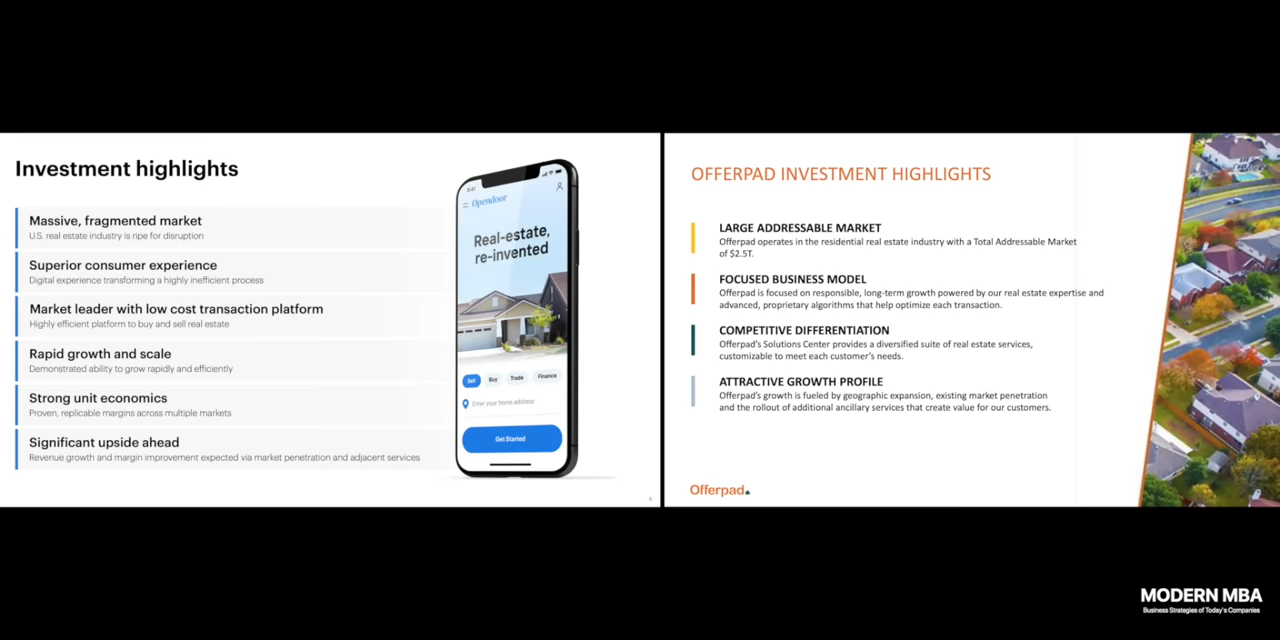 Investment highlights
Massive, fragmented market
U.S. real estate industry is ripe for disruption
Superior consumer experience
Digital experience transforming a highly inefficient process
Market leader with low cost transaction platform
Highly efficient platform to buy and sell real estate
Rapid growth and scale
Demonstrated ability to grow rapidly and efficiently
Strong unit economics
Proven, replicable margins across multiple markets
Significant upside ahead
Revenue growth and margin improvement expected via market penetration and adjacent services
9:41
Opendoor
Real-estate,
re-invented
Sell Buy Trade Finance
Enter your home address
Get Started
OFFERPAD INVESTMENT HIGHLIGHTS
LARGE ADDRESSABLE MARKET
Offerpad operates in the residential real estate industry with a Total Addressable Market
of $2.5T.
FOCUSED BUSINESS MODEL
Offerpad is focused on responsible, long-term growth powered by our real estate expertise and
advanced, proprietary algorithms that help optimize each transaction.
COMPETITIVE DIFFERENTIATION
Offerpad's Solutions Center provides a diversified suite of real estate services,
customizable to meet each customer's needs.
ATTRACTIVE GROWTH PROFILE
Offerpad's growth is fueled by geographic expansion, existing market penetration
and the rollout of additional ancillary services that create value for our customers.
Offerpad.
MODERN MBA
Business Strategies of Today's Companies